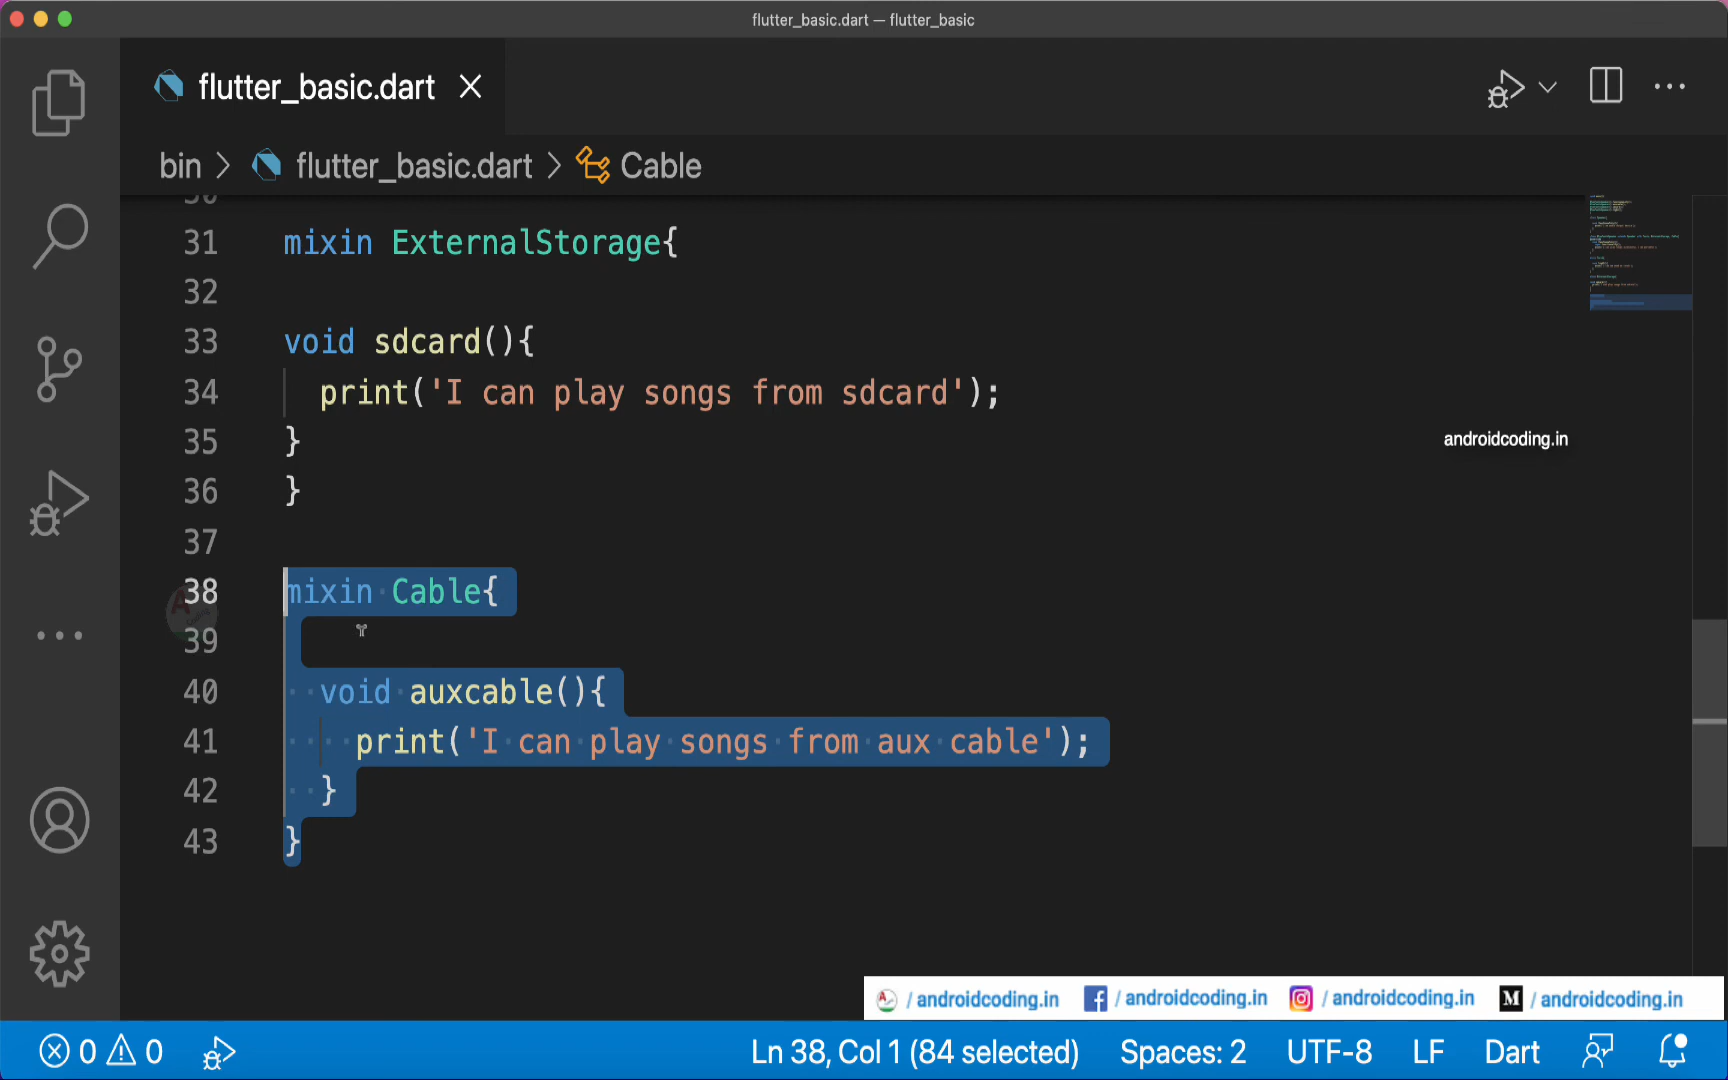 flutter_basic.dart — flutter_basic
flutter_basic.dart
bin > flutter_basic.dart > Cable
30
31 mixin ExternalStorage{
32
33 void sdcard(){
34 print('I can play songs from sdcard');
35 }
36 }
37
38 mixin Cable{
39
40 void auxcable(){
41 print('I can play songs from aux cable');
42 }
43 }
androidcoding.in
/ androidcoding.in / androidcoding.in / androidcoding.in / androidcoding.in
0 0 Ln 38, Col 1 (84 selected) Spaces: 2 UTF-8 LF Dart